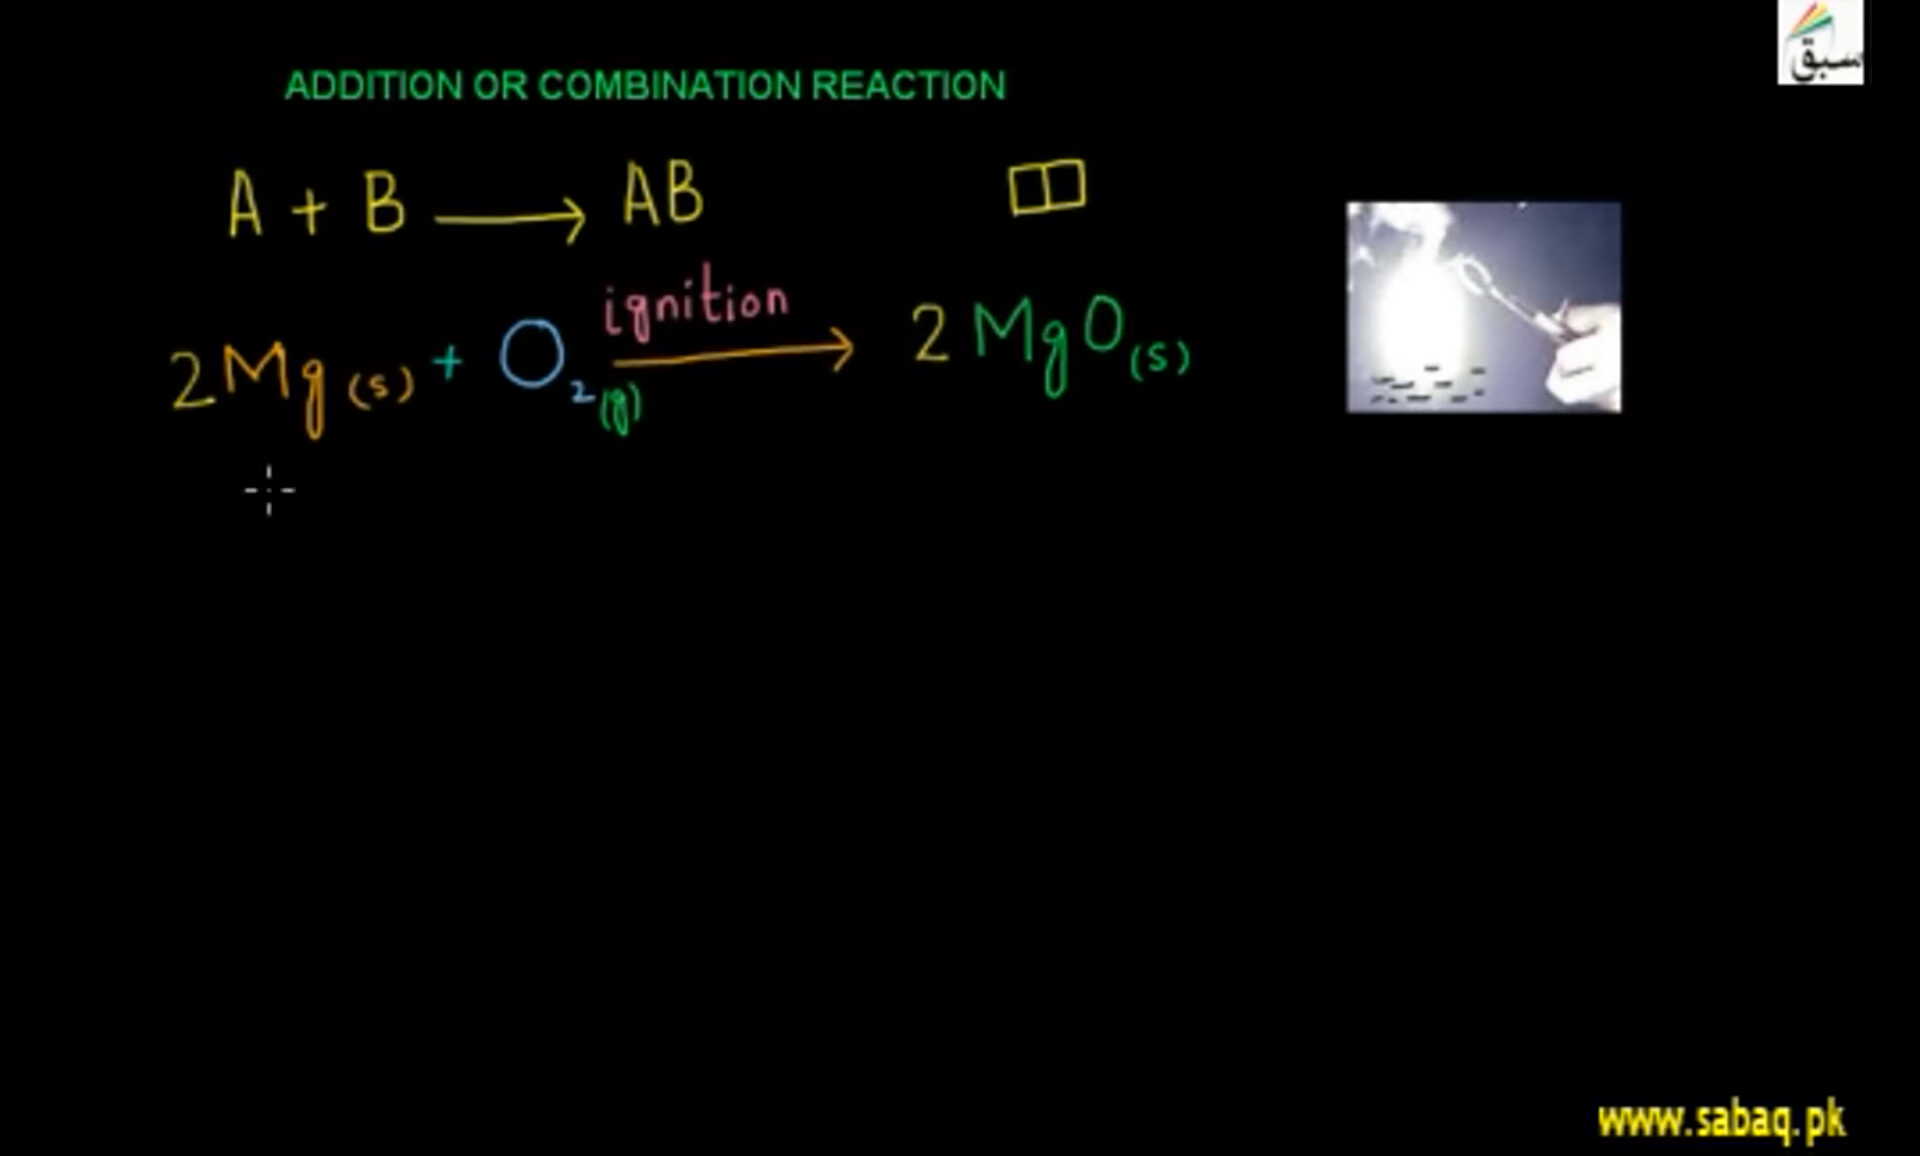 سبق
ADDITION OR COMBINATION REACTION
A + B ⟶ AB
ignition
2Mg(s) + O₂(g) ⟶ 2MgO(s)
www.sabaq.pk